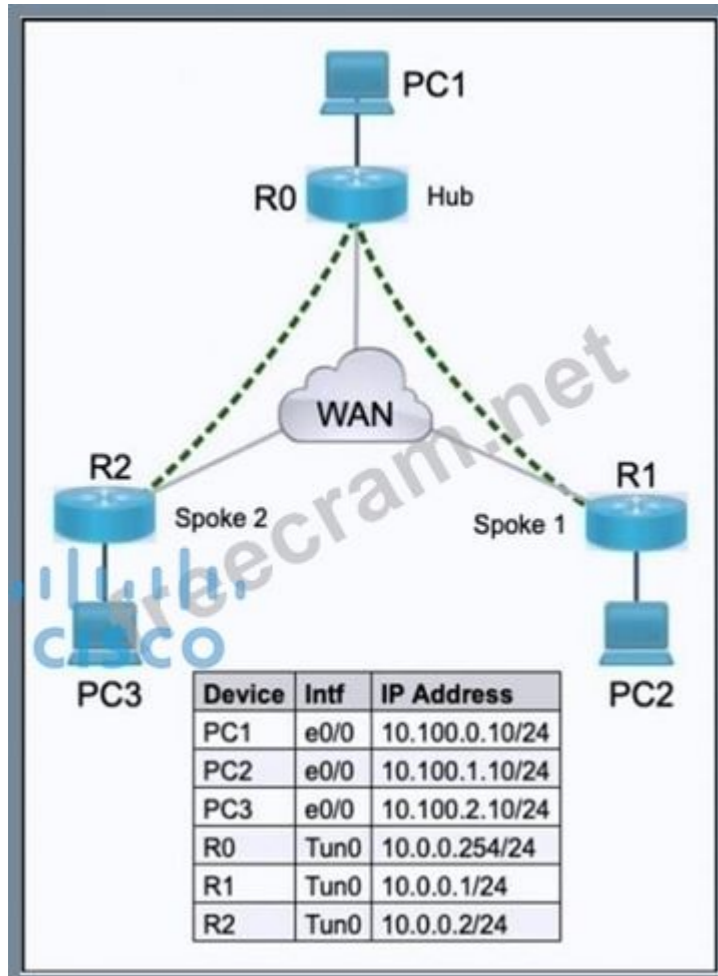 PC1
R0
Hub
WAN
R2
R1
Spoke 2
Spoke 1
freecram.net
CISCO
PC3
PC2
Device Intf IP Address
PC1 e0/0 10.100.0.10/24
PC2 e0/0 10.100.1.10/24
PC3 e0/0 10.100.2.10/24
R0 Tun0 10.0.0.254/24
R1 Tun0 10.0.0.1/24
R2 Tun0 10.0.0.2/24